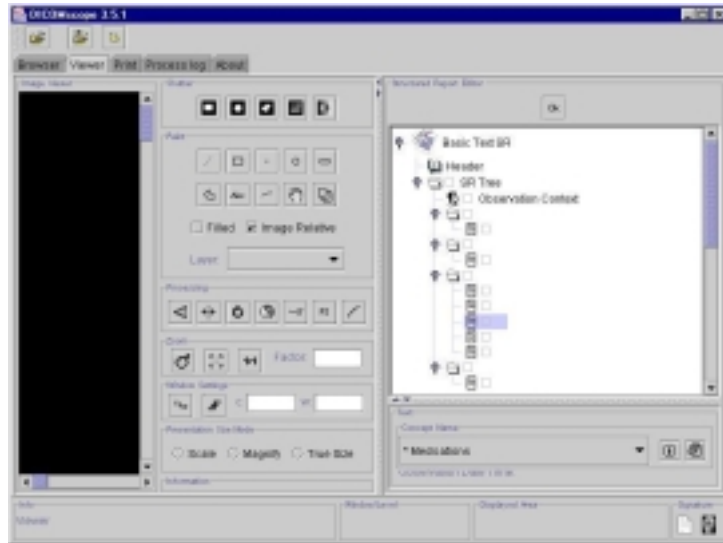 DICOMscope 3.5.1
Browser Viewer Print Process log About
Structured Report Editor
Shutter
Ok
Paint
Basic Text SR
Header
SR Tree
Observation Context
Filled Image Relative
Layer:
Processing
Zoom
Factor:
Window Settings
C: W:
Text
Concept Name
Presentation Size Mode
* Medications
Scale Magnify True Size
Information
Info Window/Level Displayed Area Signature
Viewer